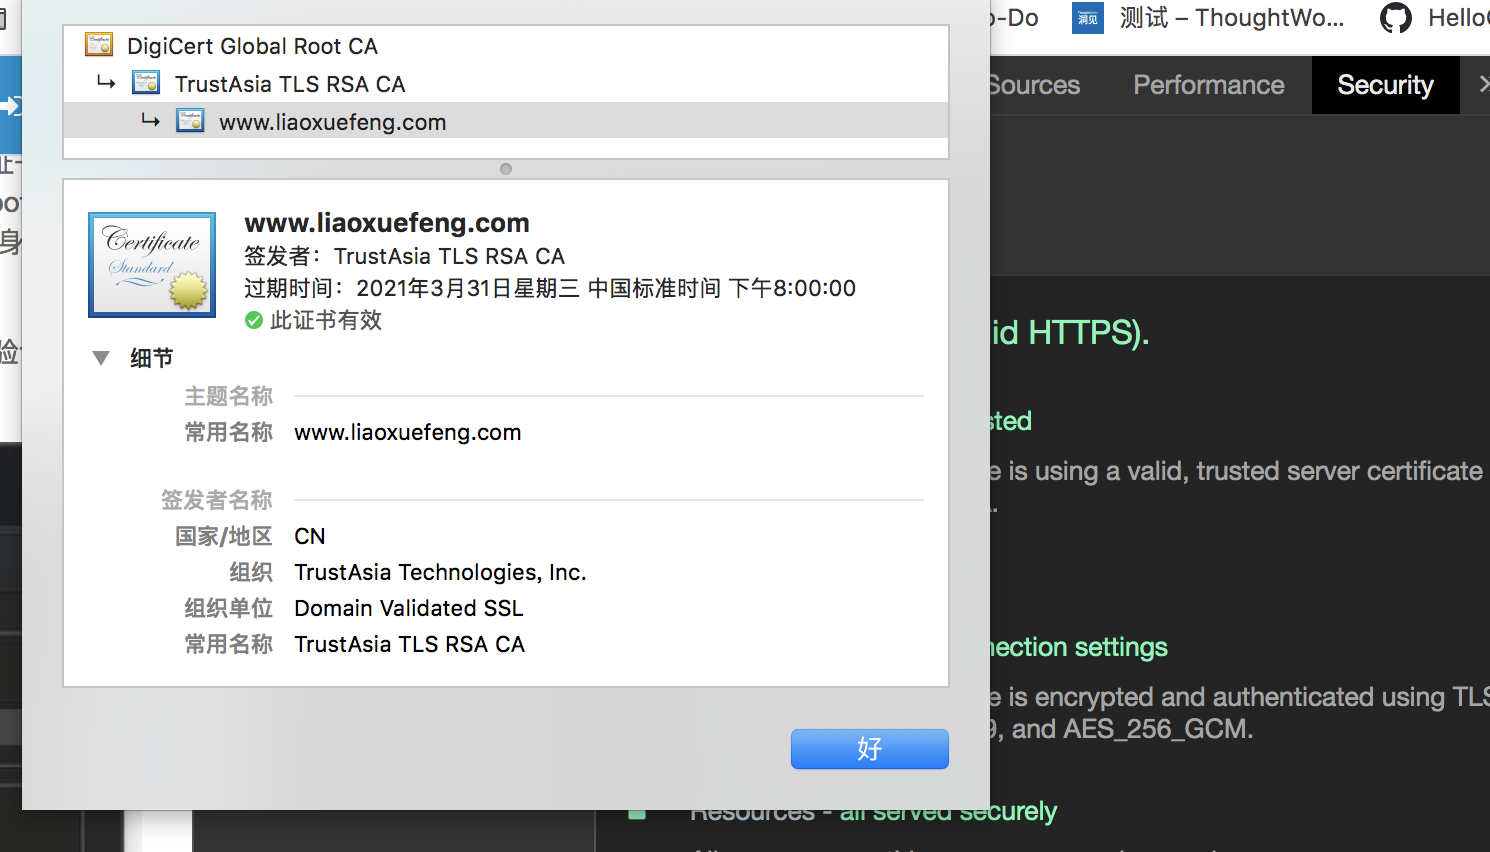 DigiCert Global Root CA
TrustAsia TLS RSA CA
www.liaoxuefeng.com
Certificate
Standard
www.liaoxuefeng.com
签发者：TrustAsia TLS RSA CA
过期时间：2021年3月31日星期三 中国标准时间 下午8:00:00
此证书有效
细节
主题名称
常用名称 www.liaoxuefeng.com
签发者名称
国家/地区 CN
组织 TrustAsia Technologies, Inc.
组织单位 Domain Validated SSL
常用名称 TrustAsia TLS RSA CA
好
o-Do
洞见
测试 – ThoughtWo...
Hello
Sources
Performance
Security
id HTTPS).
sted
e is using a valid, trusted server certificate
nection settings
e is encrypted and authenticated using TLS
9, and AES_256_GCM.
Resources - all served securely
身
验